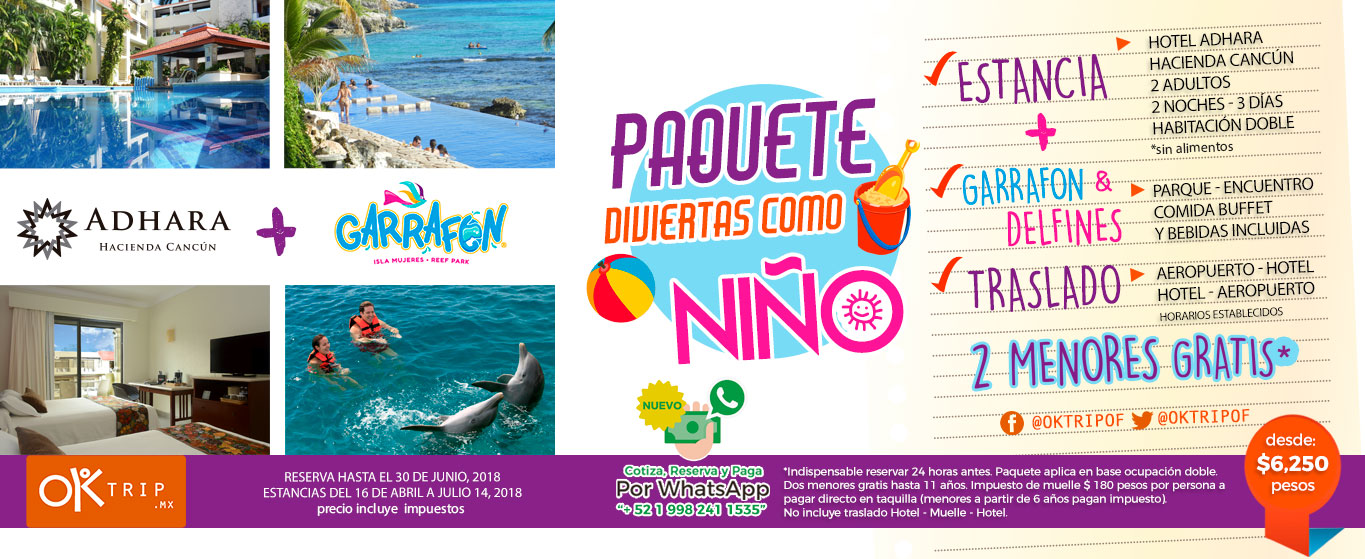 ADHARA
HACIENDA CANCÚN
+
GARRAFÓN
ISLA MUJERES • REEF PARK
PAQUETE
DIVIERTAS COMO
NIÑO
ESTANCIA
+
HOTEL ADHARA
HACIENDA CANCÚN
2 ADULTOS
2 NOCHES - 3 DÍAS
HABITACIÓN DOBLE
*sin alimentos
GARRAFON &
DELFINES
PARQUE - ENCUENTRO
COMIDA BUFFET
Y BEBIDAS INCLUIDAS
TRASLADO
AEROPUERTO - HOTEL
HOTEL - AEROPUERTO
HORARIOS ESTABLECIDOS
2 MENORES GRATIS*
@OKTRIPOF @OKTRIPOF
NUEVO
Cotiza, Reserva y Paga
Por WhatsApp
"+52 1 998 241 1535"
OK TRIP
.MX
RESERVA HASTA EL 30 DE JUNIO, 2018
ESTANCIAS DEL 16 DE ABRIL A JULIO 14, 2018
precio incluye impuestos
*Indispensable reservar 24 horas antes. Paquete aplica en base ocupación doble.
Dos menores gratis hasta 11 años. Impuesto de muelle $ 180 pesos por persona a
pagar directo en taquilla (menores a partir de 6 años pagan impuesto).
No incluye traslado Hotel - Muelle - Hotel.
desde:
$6,250
pesos